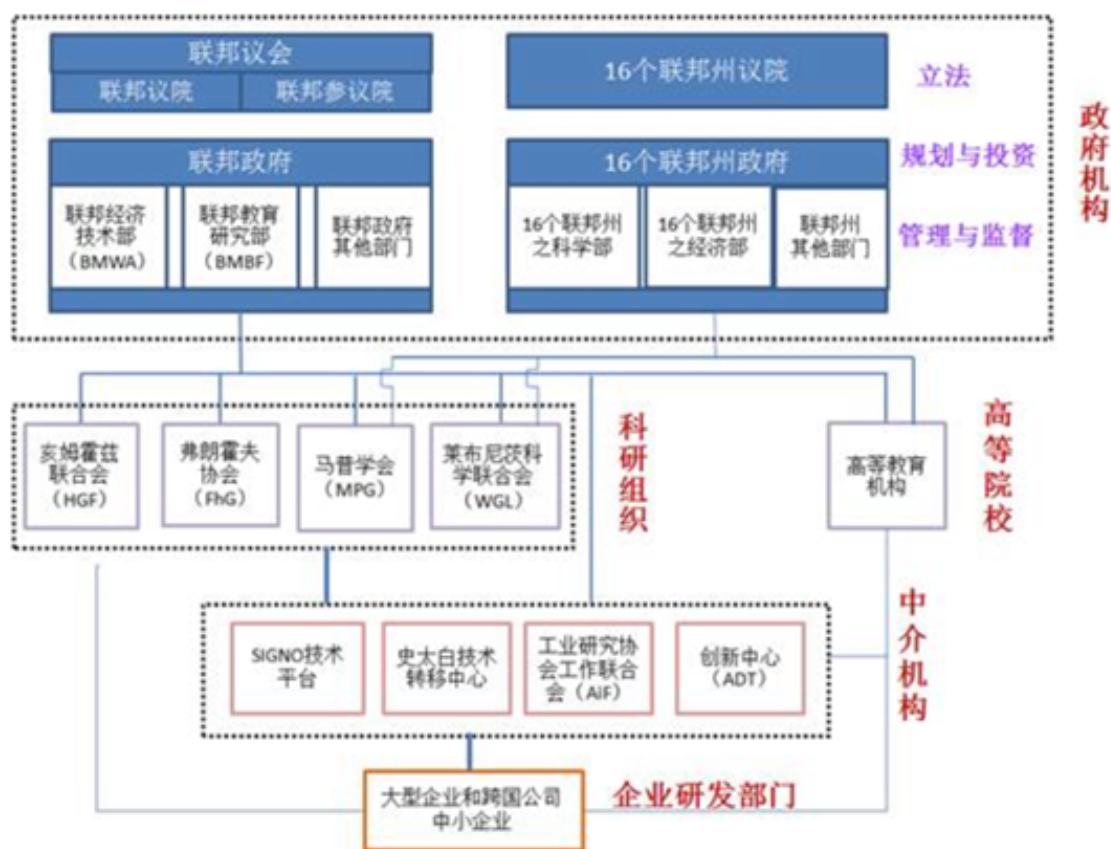 联邦议会
联邦议院
联邦参议院
16个联邦州议院
立法
政府机构
联邦政府
16个联邦州政府
规划与投资
联邦经济
技术部
（BMWA）
联邦教育
研究部
（BMBF）
联邦政府
其他部门
16个联邦州
之科学部
16个联邦州
之经济部
联邦州
其他部门
管理与监督
亥姆霍兹
联合会
（HGF）
弗朗霍夫
协会
（FhG）
马普学会
（MPG）
莱布尼茨科
学联合会
（WGL）
科研组织
高等教育
机构
高等院校
SIGNO技术
平台
史太白技术
转移中心
工业研究协
会工作联合
会（AiF）
创新中心
（ADT）
中介机构
大型企业和跨国公司
中小企业
企业研发部门